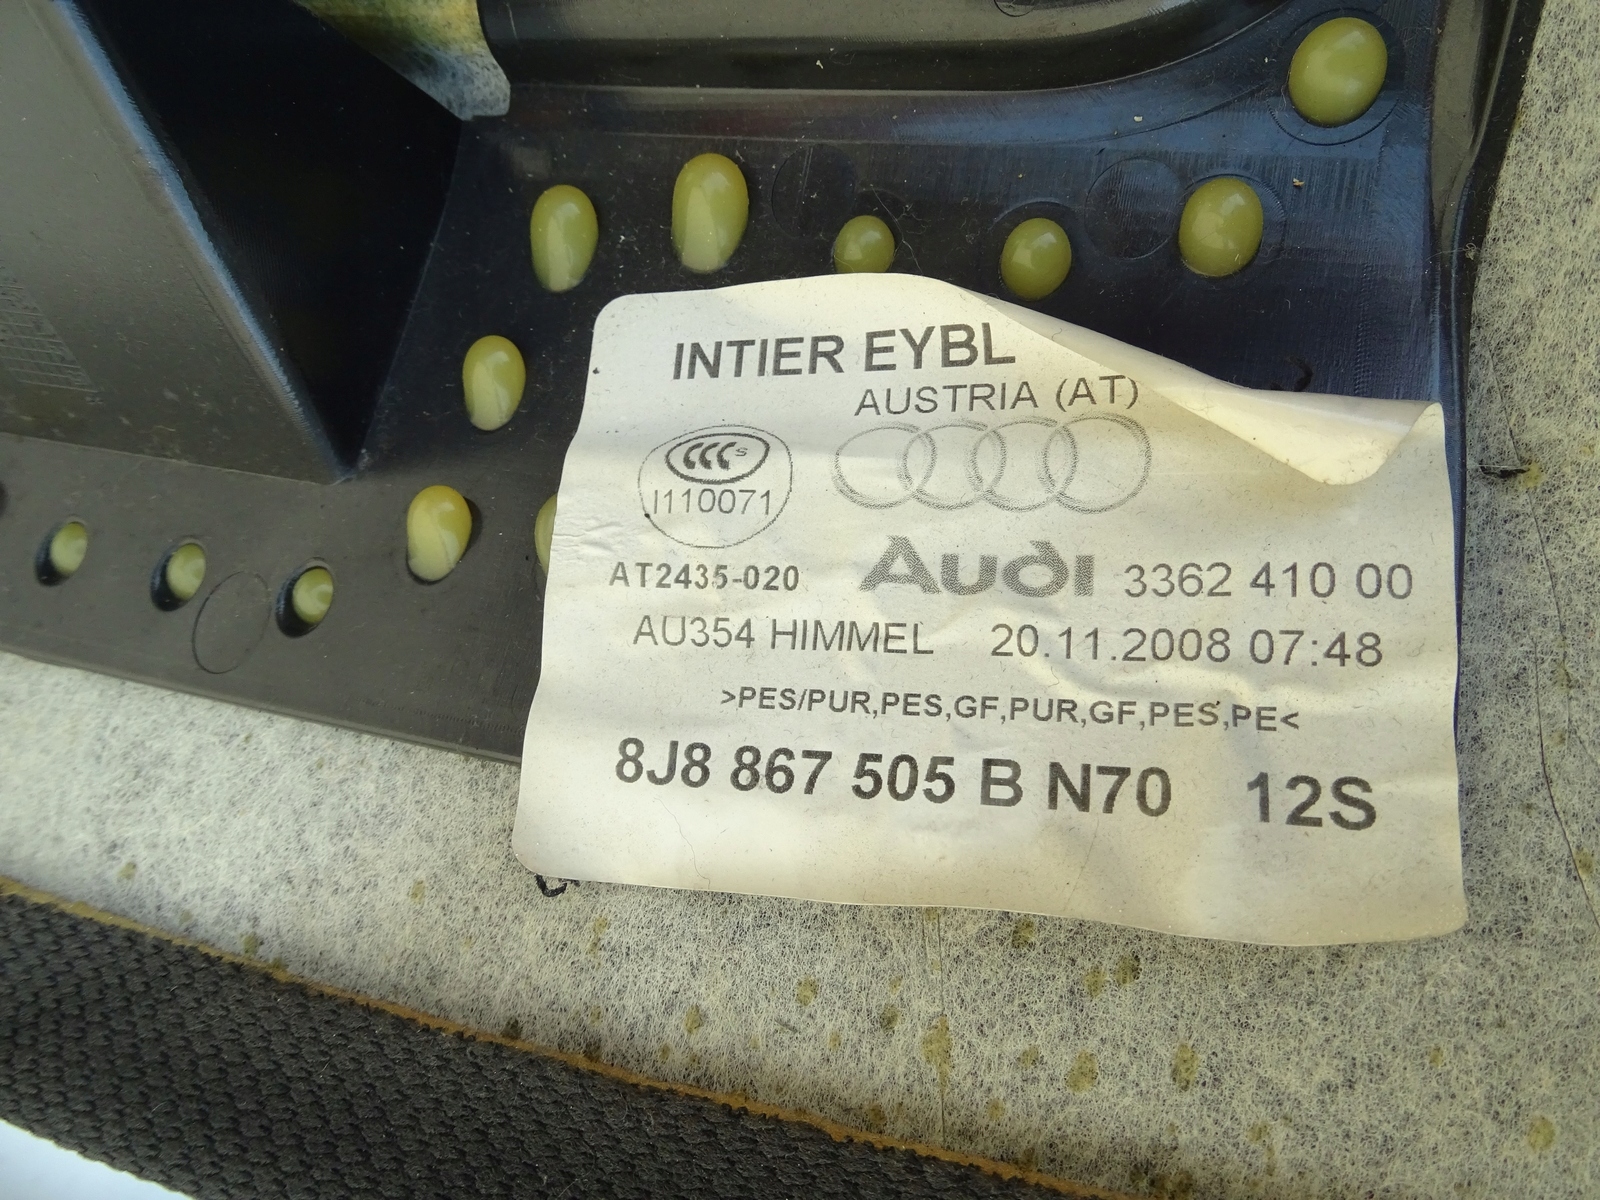 INTIER EYBL
AUSTRIA (AT)
CCC S
I110071
AT2435-020 Audi 3362 410 00
AU354 HIMMEL 20.11.2008 07:48
>PES/PUR,PES,GF,PUR,GF,PES,PE<
8J8 867 505 B N70 12S